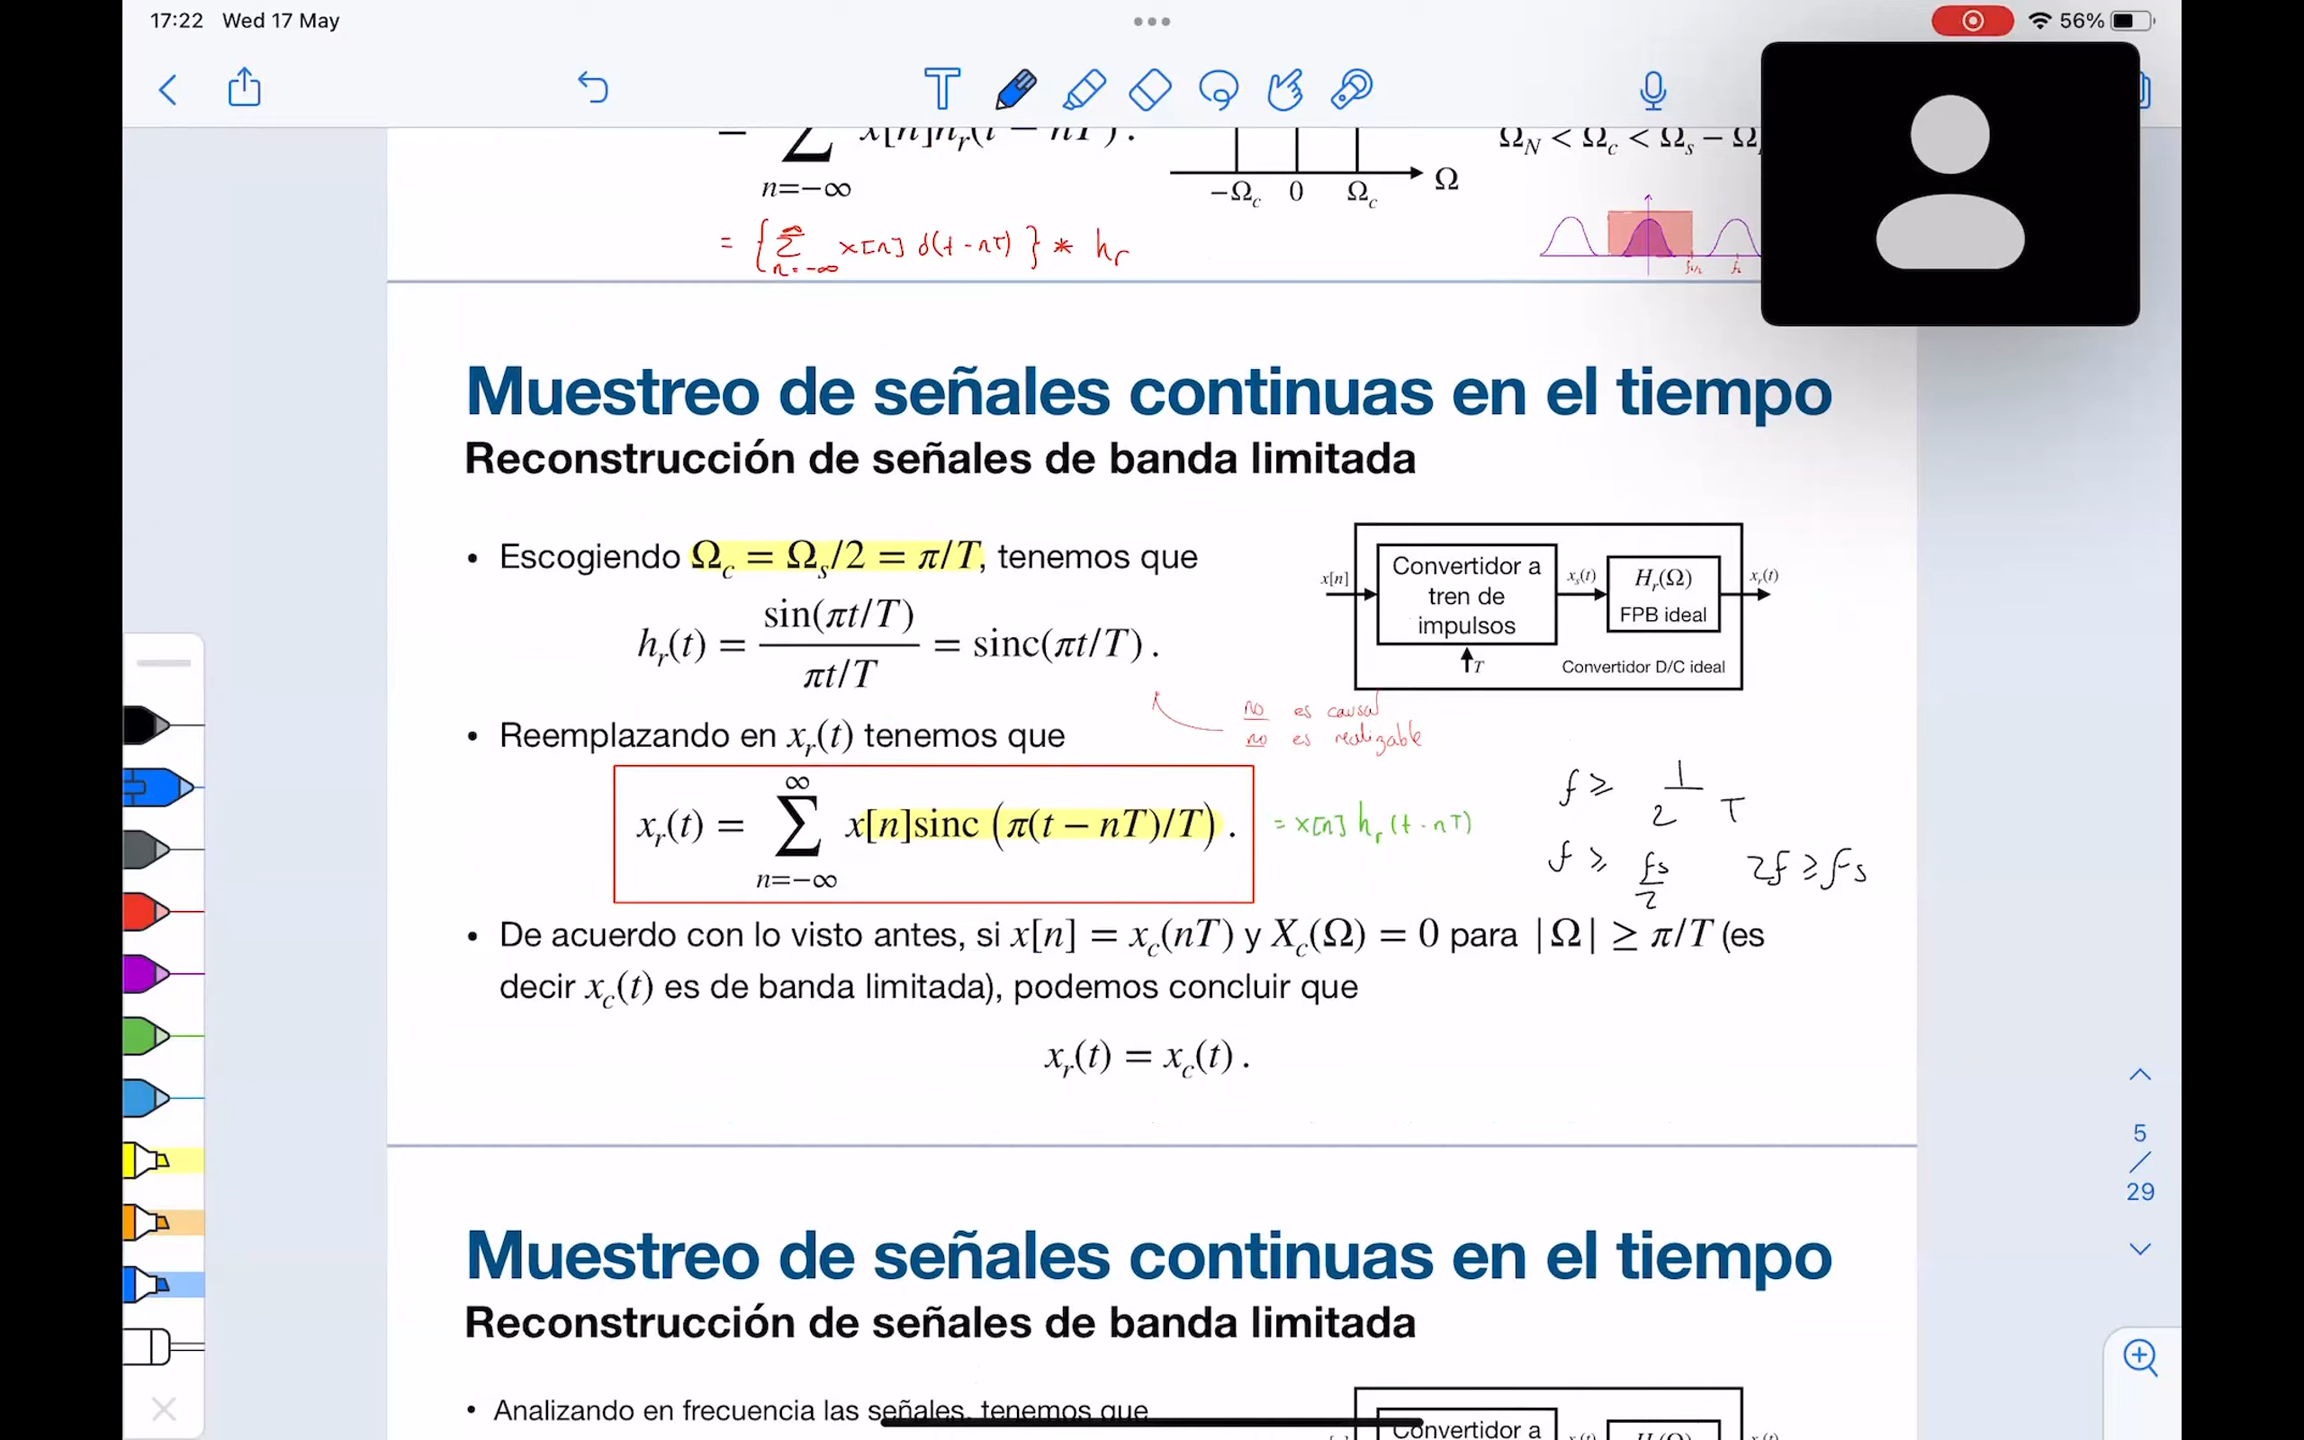 17:22 Wed 17 May 56%
= ∑ x[n]h_r(t − nT).
n=−∞
Ω_N < Ω_c < Ω_s − Ω
−Ω_c 0 Ω_c Ω
= { ∑ x[n] δ(t - nT) } * h_r
∞
n=-∞
Muestreo de señales continuas en el tiempo
Reconstrucción de señales de banda limitada
• Escogiendo Ω_c = Ω_s/2 = π/T, tenemos que
h_r(t) = sin(πt/T) / πt/T = sinc(πt/T).
x[n] Convertidor a tren de impulsos x_s(t) H_r(Ω) FPB ideal x_r(t)
T Convertidor D/C ideal
no es causal
no es realizable
• Reemplazando en x_r(t) tenemos que
x_r(t) = ∑ x[n]sinc (π(t − nT)/T).
∞
n=−∞
= x[n] h_r(t - nT)
f ≥ 1/2 T
f ≥ fs/2 2f ≥ fs
• De acuerdo con lo visto antes, si x[n] = x_c(nT) y X_c(Ω) = 0 para |Ω| ≥ π/T (es
decir x_c(t) es de banda limitada), podemos concluir que
x_r(t) = x_c(t).
5
/
29
Muestreo de señales continuas en el tiempo
Reconstrucción de señales de banda limitada
• Analizando en frecuencia las señales, tenemos que
Convertidor a